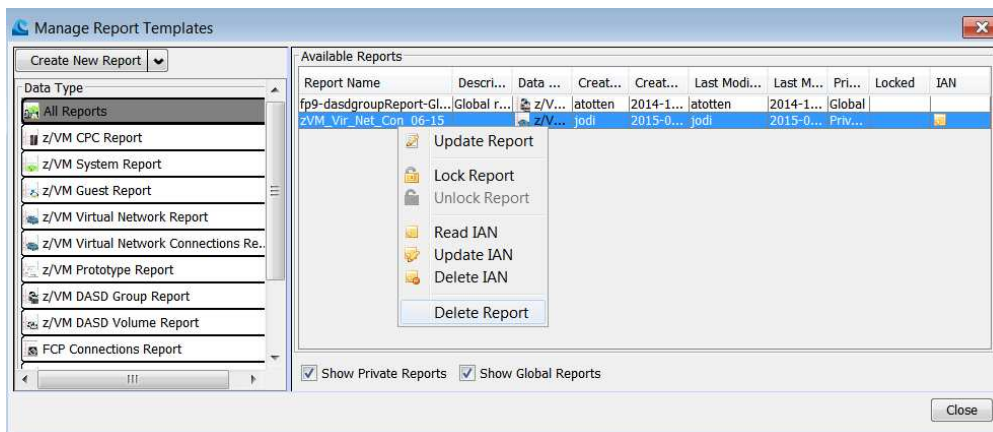 Manage Report Templates
Create New Report
Data Type
All Reports
z/VM CPC Report
z/VM System Report
z/VM Guest Report
z/VM Virtual Network Report
z/VM Virtual Network Connections Re..
z/VM Prototype Report
z/VM DASD Group Report
z/VM DASD Volume Report
FCP Connections Report
Available Reports
Report Name Descri... Data ... Creat... Creat... Last Modi... Last M... Pri... Locked IAN
fp9-dasdgroupReport-Gl... Global r... z/V... atotten 2014-1... atotten 2014-1... Global
zVM_Vir_Net_Con_06-15 z/V... jodi 2015-0... jodi 2015-0... Priv...
Update Report
Lock Report
Unlock Report
Read IAN
Update IAN
Delete IAN
Delete Report
Show Private Reports Show Global Reports
Close